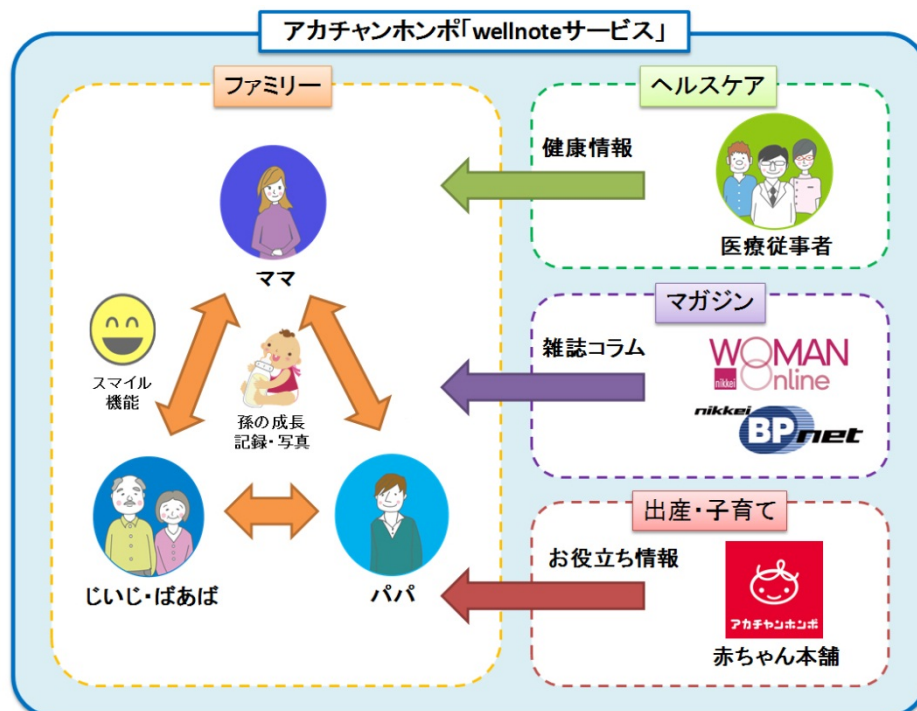 アカチャンホンポ「wellnoteサービス」
ファミリー
ママ
スマイル
機能
孫の成長
記録・写真
じいじ・ばあば
パパ
ヘルスケア
健康情報
医療従事者
マガジン
雑誌コラム
WOMAN
nikkei
Online
nikkei
BPnet
出産・子育て
お役立ち情報
アカチャンホンポ
赤ちゃん本舗